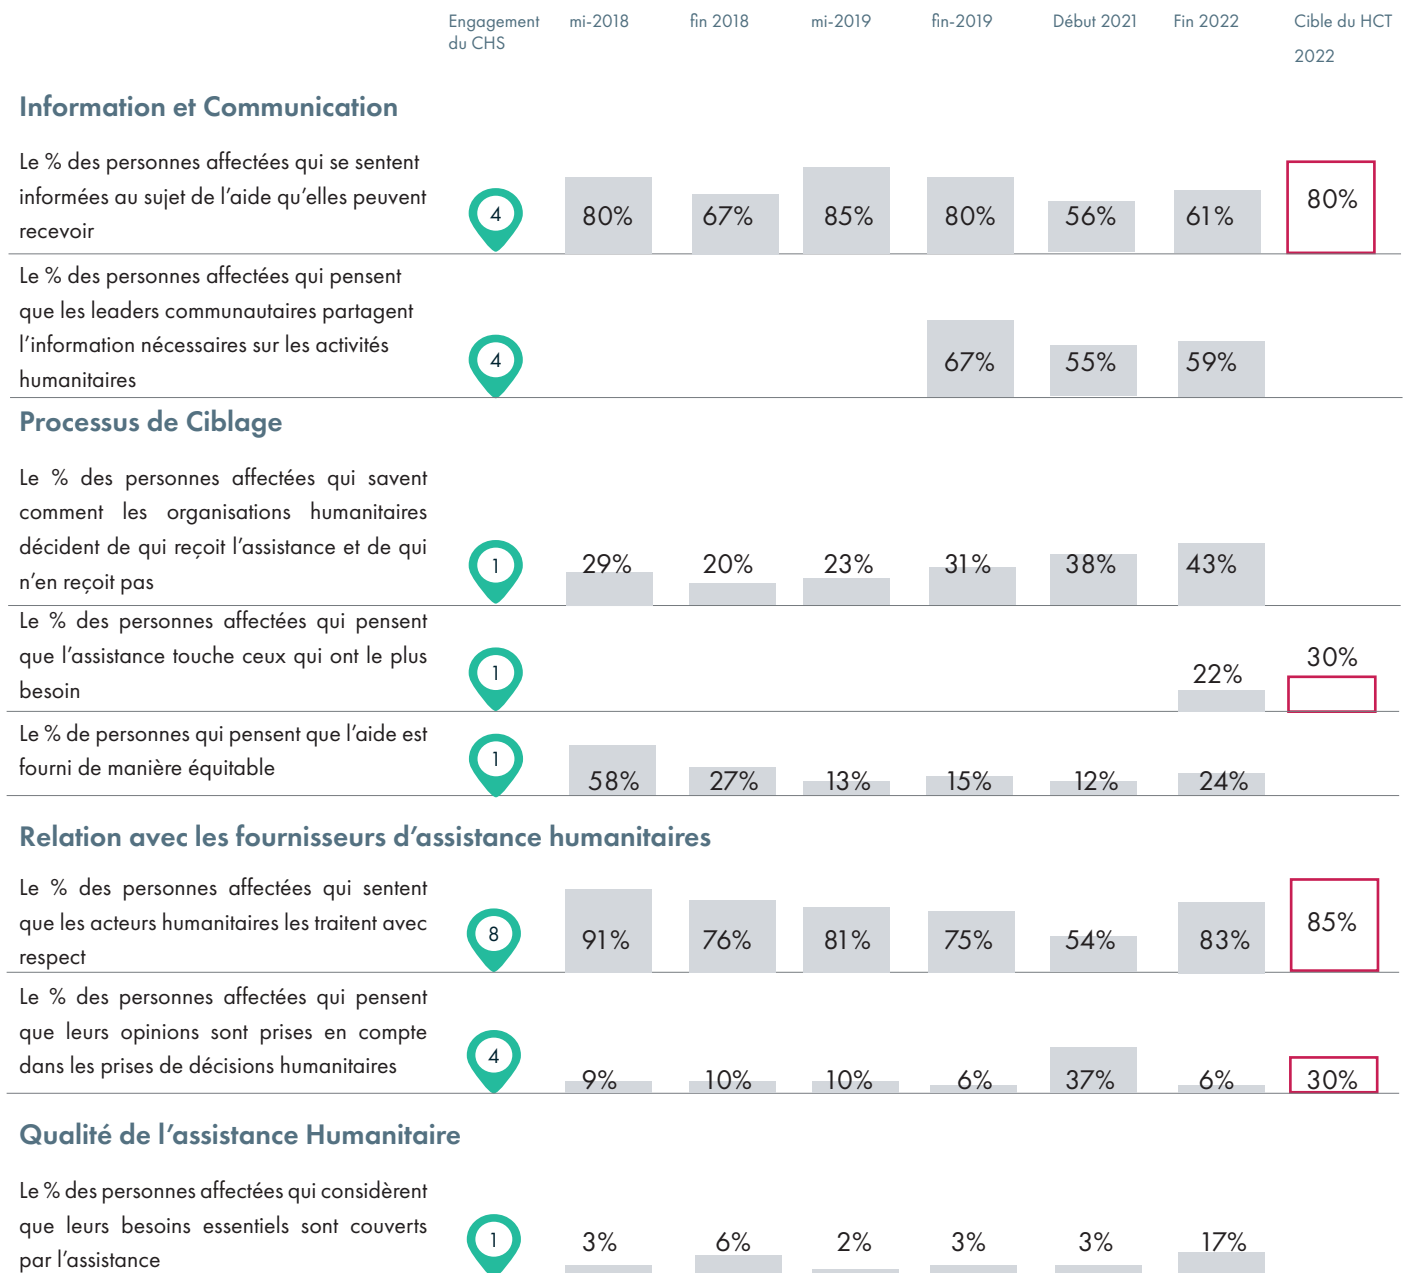 Engagement du CHS mi-2018 fin 2018 mi-2019 fin-2019 Début 2021 Fin 2022 Cible du HCT 2022
Information et Communication
Le % des personnes affectées qui se sentent
informées au sujet de l'aide qu'elles peuvent
recevoir
4 80% 67% 85% 80% 56% 61% 80%
Le % des personnes affectées qui pensent
que les leaders communautaires partagent
l'information nécessaires sur les activités
humanitaires
4 67% 55% 59%
Processus de Ciblage
Le % des personnes affectées qui savent
comment les organisations humanitaires
décident de qui reçoit l'assistance et de qui
n'en reçoit pas
1 29% 20% 23% 31% 38% 43%
Le % des personnes affectées qui pensent
que l'assistance touche ceux qui ont le plus
besoin
1 22% 30%
Le % de personnes qui pensent que l'aide est
fourni de manière équitable
1 58% 27% 13% 15% 12% 24%
Relation avec les fournisseurs d'assistance humanitaires
Le % des personnes affectées qui sentent
que les acteurs humanitaires les traitent avec
respect
8 91% 76% 81% 75% 54% 83% 85%
Le % des personnes affectées qui pensent
que leurs opinions sont prises en compte
dans les prises de décisions humanitaires
4 9% 10% 10% 6% 37% 6% 30%
Qualité de l'assistance Humanitaire
Le % des personnes affectées qui considèrent
que leurs besoins essentiels sont couverts
par l'assistance
1 3% 6% 2% 3% 3% 17%